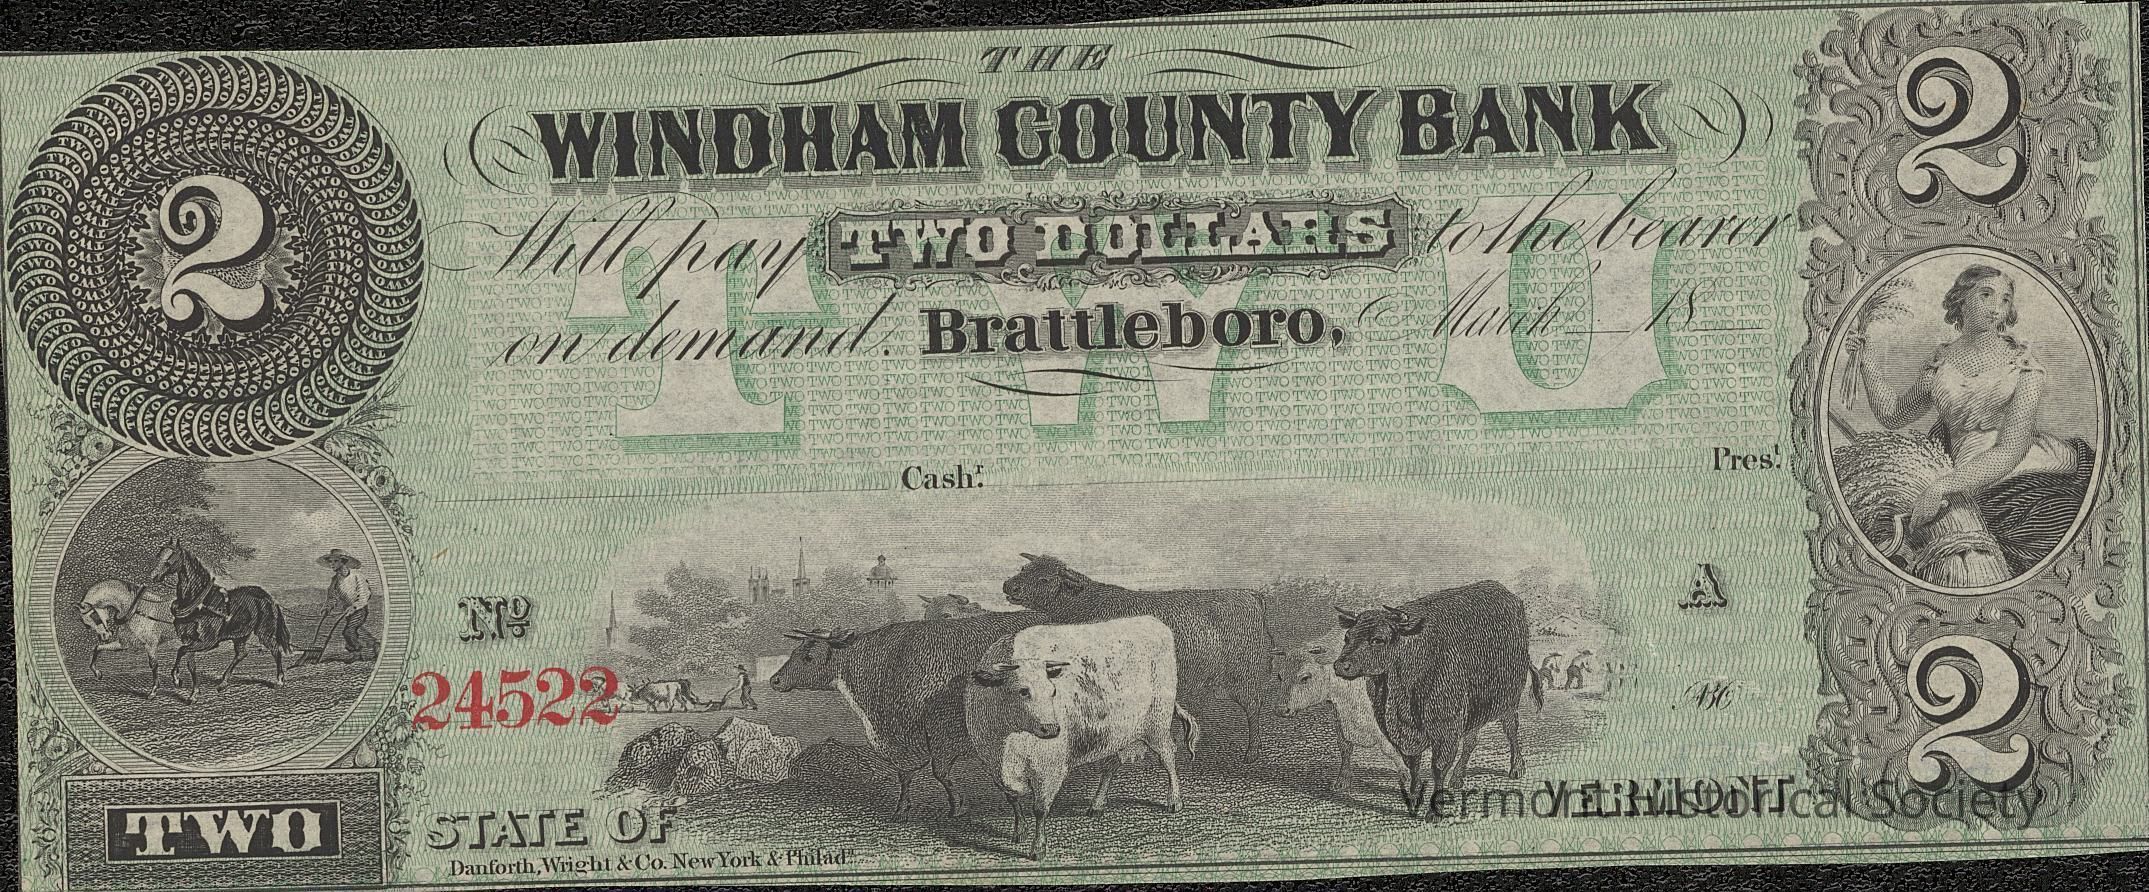 THE
WINDHAM COUNTY BANK
2
2
Will pay TWO DOLLARS to the bearer
on demand. Brattleboro, March 18
TWO
Cash.r
Pres.t
No
A
24522
2
TWO
STATE OF
VERMONT
Vermont Historical Society
Danforth, Wright & Co. New York & Philad.a